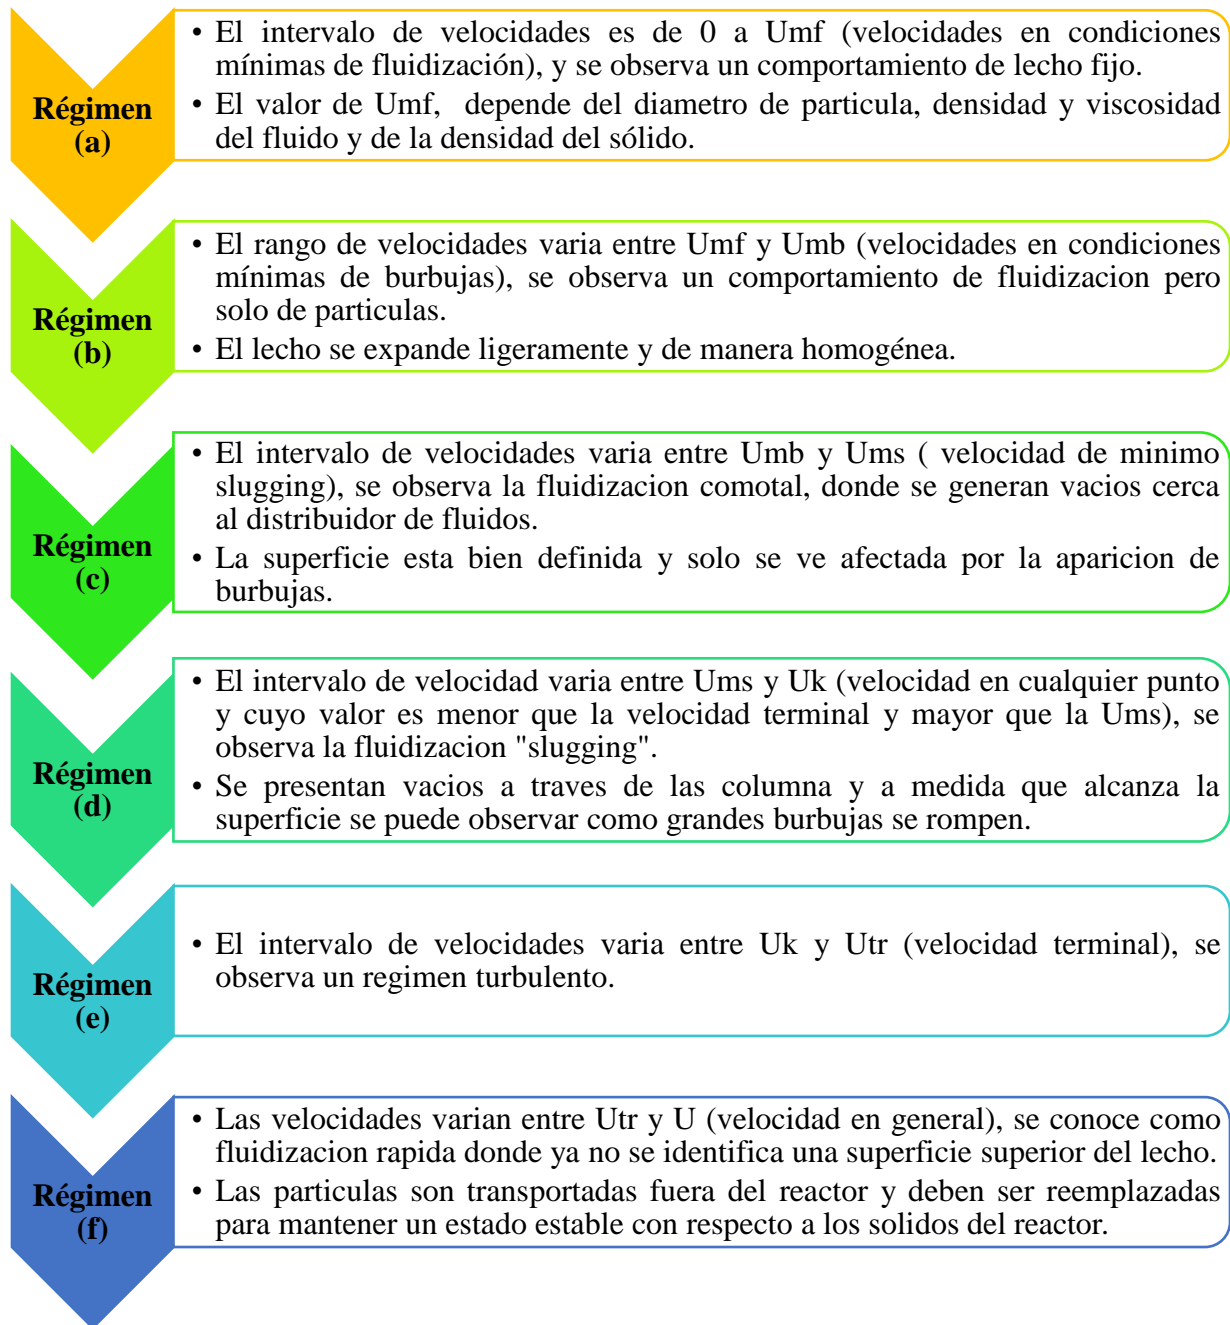 Régimen
(a)
• El intervalo de velocidades es de 0 a Umf (velocidades en condiciones
mínimas de fluidización), y se observa un comportamiento de lecho fijo.
• El valor de Umf, depende del diametro de particula, densidad y viscosidad
del fluido y de la densidad del sólido.
Régimen
(b)
• El rango de velocidades varia entre Umf y Umb (velocidades en condiciones
mínimas de burbujas), se observa un comportamiento de fluidizacion pero
solo de particulas.
• El lecho se expande ligeramente y de manera homogénea.
Régimen
(c)
• El intervalo de velocidades varia entre Umb y Ums ( velocidad de minimo
slugging), se observa la fluidizacion comotal, donde se generan vacios cerca
al distribuidor de fluidos.
• La superficie esta bien definida y solo se ve afectada por la aparicion de
burbujas.
Régimen
(d)
• El intervalo de velocidad varia entre Ums y Uk (velocidad en cualquier punto
y cuyo valor es menor que la velocidad terminal y mayor que la Ums), se
observa la fluidizacion "slugging".
• Se presentan vacios a traves de las columna y a medida que alcanza la
superficie se puede observar como grandes burbujas se rompen.
Régimen
(e)
• El intervalo de velocidades varia entre Uk y Utr (velocidad terminal), se
observa un regimen turbulento.
Régimen
(f)
• Las velocidades varian entre Utr y U (velocidad en general), se conoce como
fluidizacion rapida donde ya no se identifica una superficie superior del lecho.
• Las particulas son transportadas fuera del reactor y deben ser reemplazadas
para mantener un estado estable con respecto a los solidos del reactor.